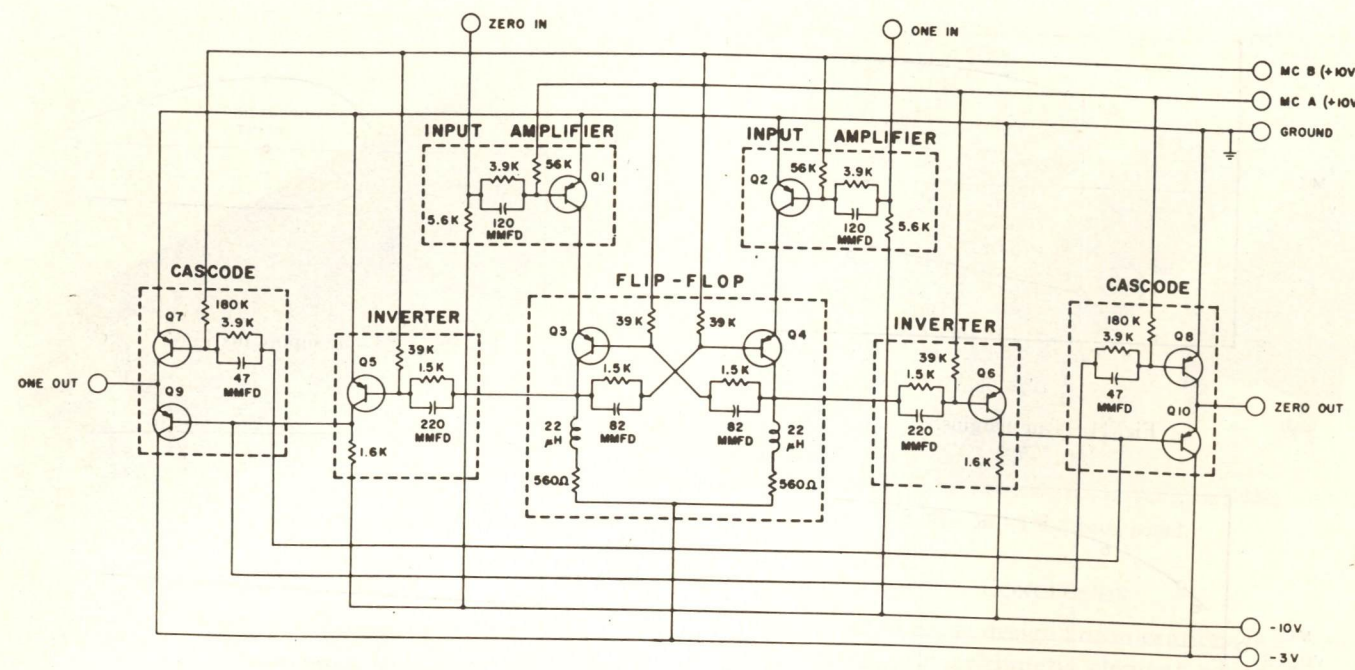 ZERO IN
ONE IN
MC B (+10V
MC A (+10V
GROUND
INPUT AMPLIFIER
3.9K
56K
Q1
5.6K
120
MMFD
INPUT AMPLIFIER
Q2
56K
3.9K
120
MMFD
5.6K
CASCODE
180K
Q7
3.9K
47
MMFD
Q9
ONE OUT
INVERTER
Q5
39K
1.5K
220
MMFD
1.6K
FLIP-FLOP
Q3
39K
39K
Q4
1.5K
1.5K
82
MMFD
82
MMFD
22
μH
22
μH
560Ω
560Ω
INVERTER
39K
1.5K
Q6
220
MMFD
1.6K
CASCODE
180K
3.9K
Q8
47
MMFD
Q10
ZERO OUT
-10V
-3V